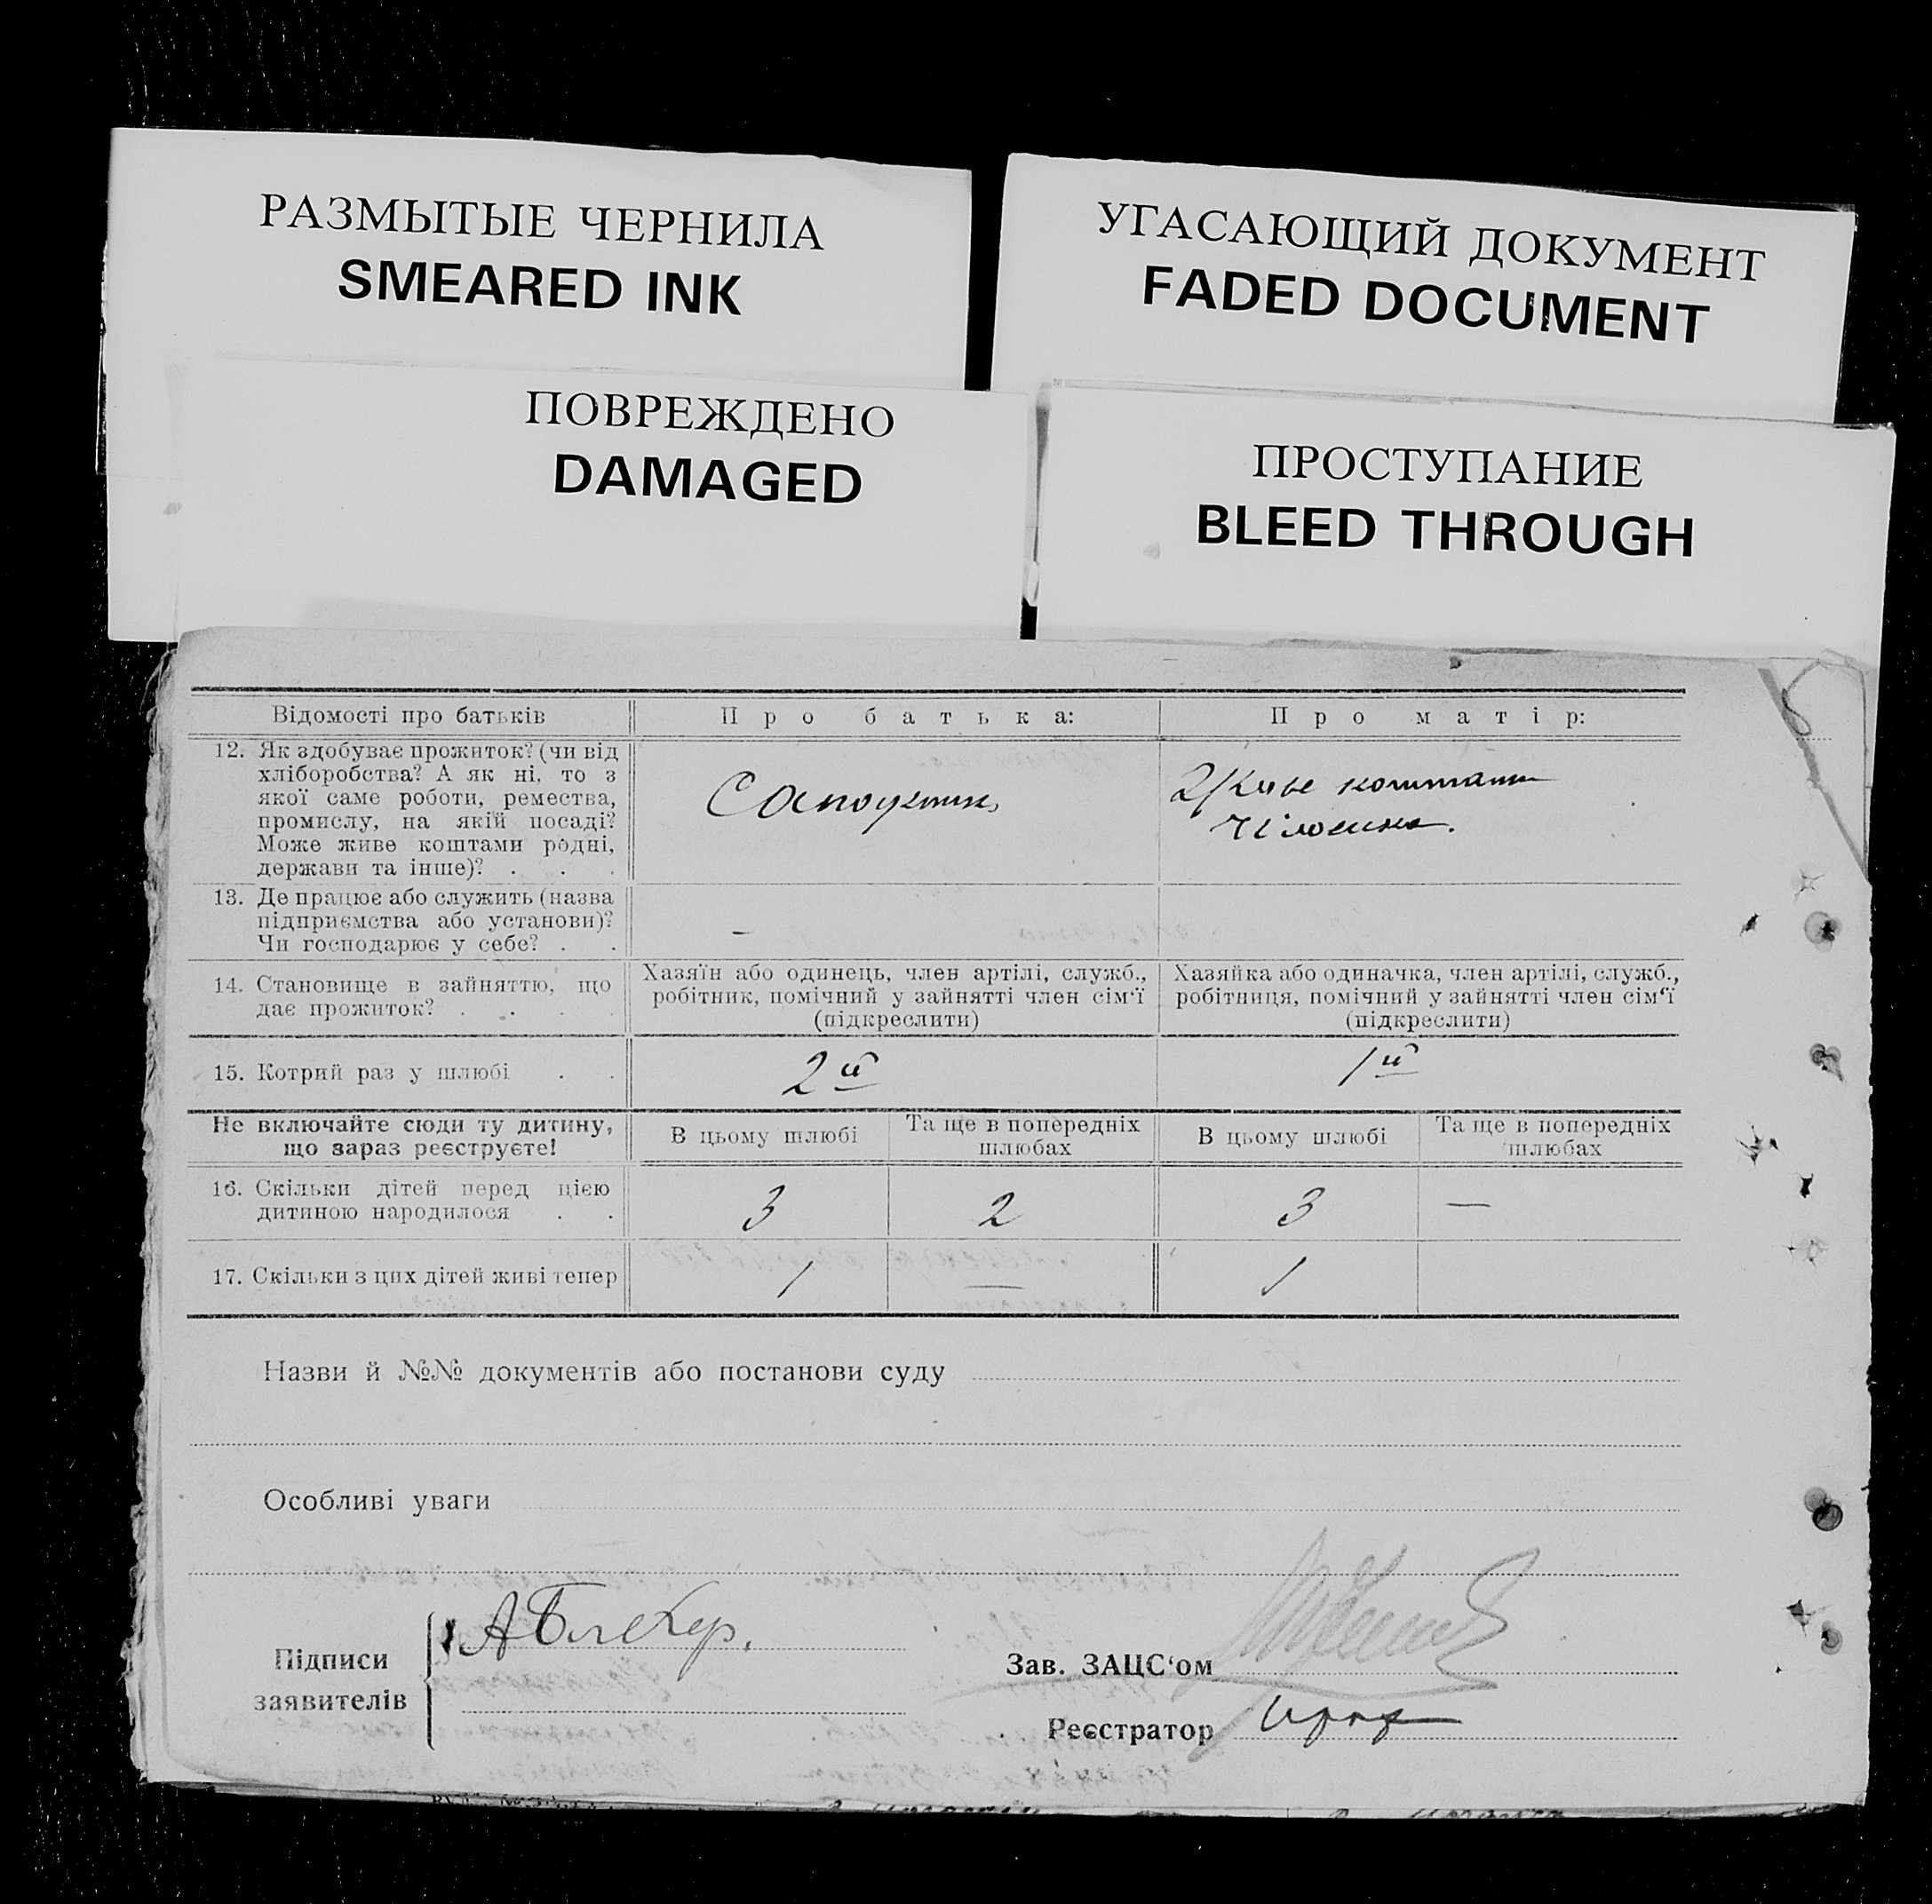 РАЗМЫТЫЕ ЧЕРНИЛА
SMEARED INK
УГАСАЮЩИЙ ДОКУМЕНТ
FADED DOCUMENT
ПОВРЕЖДЕНО
DAMAGED
ПРОСТУПАНИЕ
BLEED THROUGH
Відомості про батьків
Про батька:
Про матір:
12. Як здобуває прожиток? (чи від
хліборобства? А як ні, то з
якої саме роботи, ремества,
промислу, на якій посаді?
Може живе коштами рόдні,
держави та інше)? . . .
живе коштами
13. Де працює або служить (назва
підприємства або установи)?
Чи господарює у себе? . .
—
14. Становище в зайняттю, що
дає прожиток? . . . .
Хазяїн або одинець, член артілі, служб.,
робітник, помічний у зайнятті член сім'ї
(підкреслити)
Хазяйка або одиначка, член артілі, служб.,
робітниця, помічний у зайнятті член сім'ї
(підкреслити)
15. Котрий раз у шлюбі . .
2й
1й
Не включайте сюди ту дитину,
що зараз реєструєте!
В цьому шлюбі
Та ще в попередніх
шлюбах
В цьому шлюбі
Та ще в попередніх
шлюбах
16. Скільки дітей перед цією
дитиною народилося . .
3
2
3
—
17. Скільки з цих дітей живі тепер
1
—
1
Назви й №№ документів або постанови суду
Особливі уваги
Підписи
заявителів
Зав. ЗАЦС'ом
Реєстратор